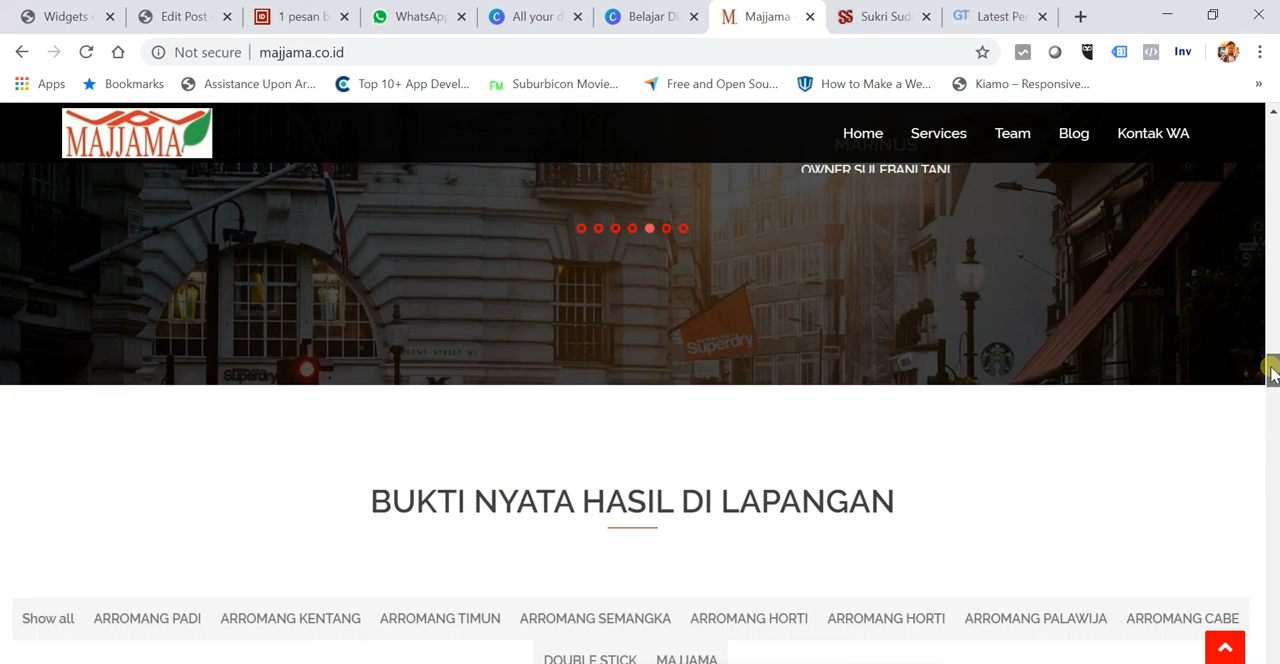 Widgets
Edit Post
1 pesan b
WhatsApp
All your d
Belajar Di
Majjama
Sukri Sud
Latest Per
Not secure
majjama.co.id
Inv
Apps
Bookmarks
Assistance Upon Ar...
Top 10+ App Devel...
Suburbicon Movie...
Free and Open Sou...
How to Make a We...
Kiamo – Responsive...
»
MAJJAMA
Home
Services
Team
Blog
Kontak WA
MARINUS
OWNER SULEBANI TANI
Superdry
Superdry
BUKTI NYATA HASIL DI LAPANGAN
Show all
ARROMANG PADI
ARROMANG KENTANG
ARROMANG TIMUN
ARROMANG SEMANGKA
ARROMANG HORTI
ARROMANG HORTI
ARROMANG PALAWIJA
ARROMANG CABE
DOUBLE STICK
MAJJAMA